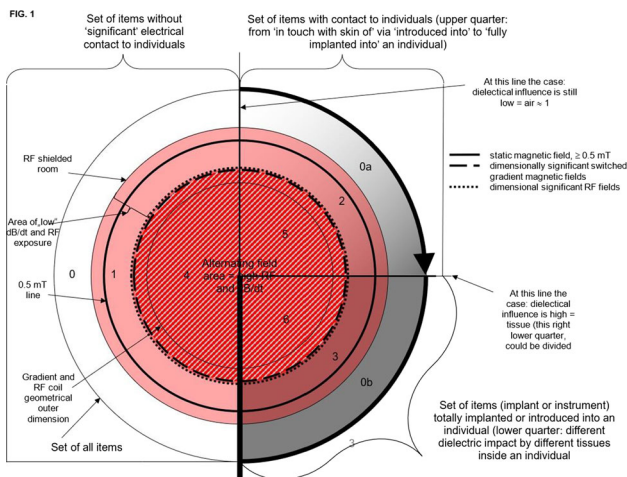 FIG. 1
Set of items without
‘significant’ electrical
contact to individuals
Set of items with contact to individuals (upper quarter:
from ‘in touch with skin of’ via ‘introduced into’ to ‘fully
implanted into’ an individual)
At this line the case:
dielectical influence is still
low = air ≈ 1
RF shielded
room
0a
static magnetic field, ≥ 0.5 mT
dimensionally significant switched
gradient magnetic fields
dimensional significant RF fields
2
Area of „low“
dB/dt and RF
exposure
5
0
1
4
Alternating field
area = high RF
and dB/dt
0.5 mT
line
At this line the
case: dielectical
influence is high =
tissue (this right
lower quarter,
could be divided
6
3
0b
Gradient and
RF coil
geometrical
outer
dimension
Set of all items
Set of items (implant or instrument)
totally implanted or introduced into an
individual (lower quarter: different
dielectric impact by different tissues
inside an individual
3